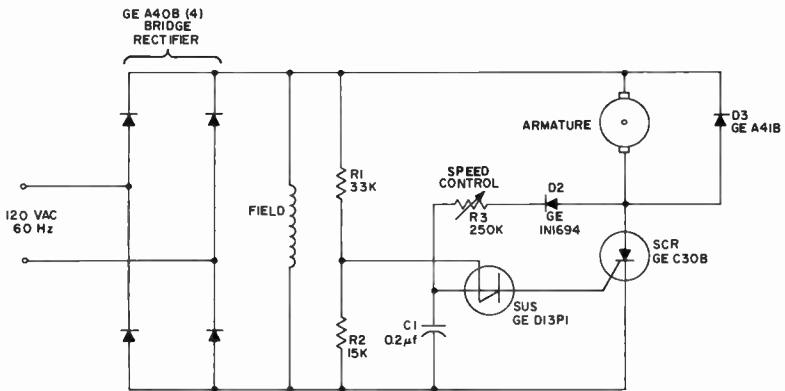 GE A40B (4)
BRIDGE
RECTIFIER
120 VAC
60 Hz
FIELD
R1
33K
R2
15K
SPEED
CONTROL
R3
250K
D2
GE
IN1694
C1
0.2μf
SUS
GE D13P1
ARMATURE
D3
GE A41B
SCR
GE C30B